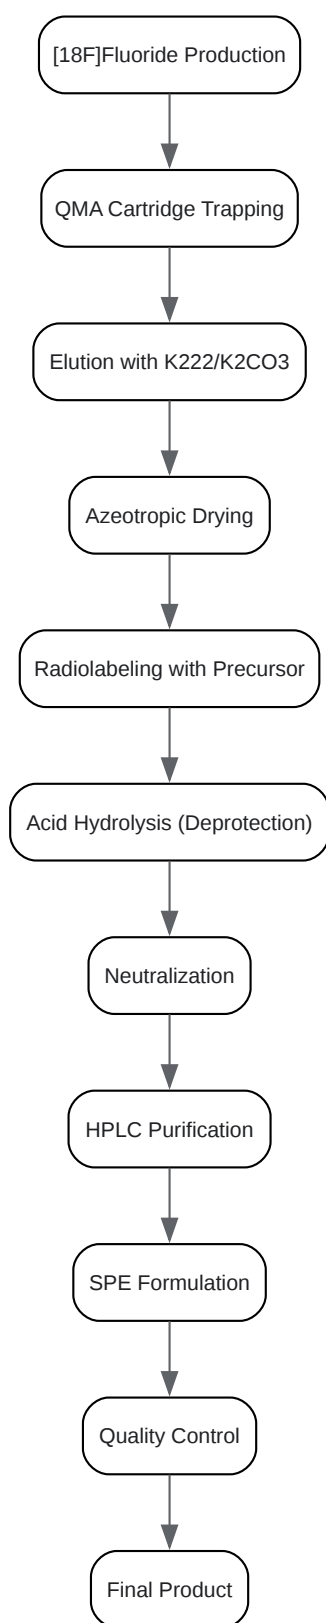 [18F]Fluoride Production
QMA Cartridge Trapping
Elution with K222/K2CO3
Azeotropic Drying
Radiolabeling with Precursor
Acid Hydrolysis (Deprotection)
Neutralization
HPLC Purification
SPE Formulation
Quality Control
Final Product